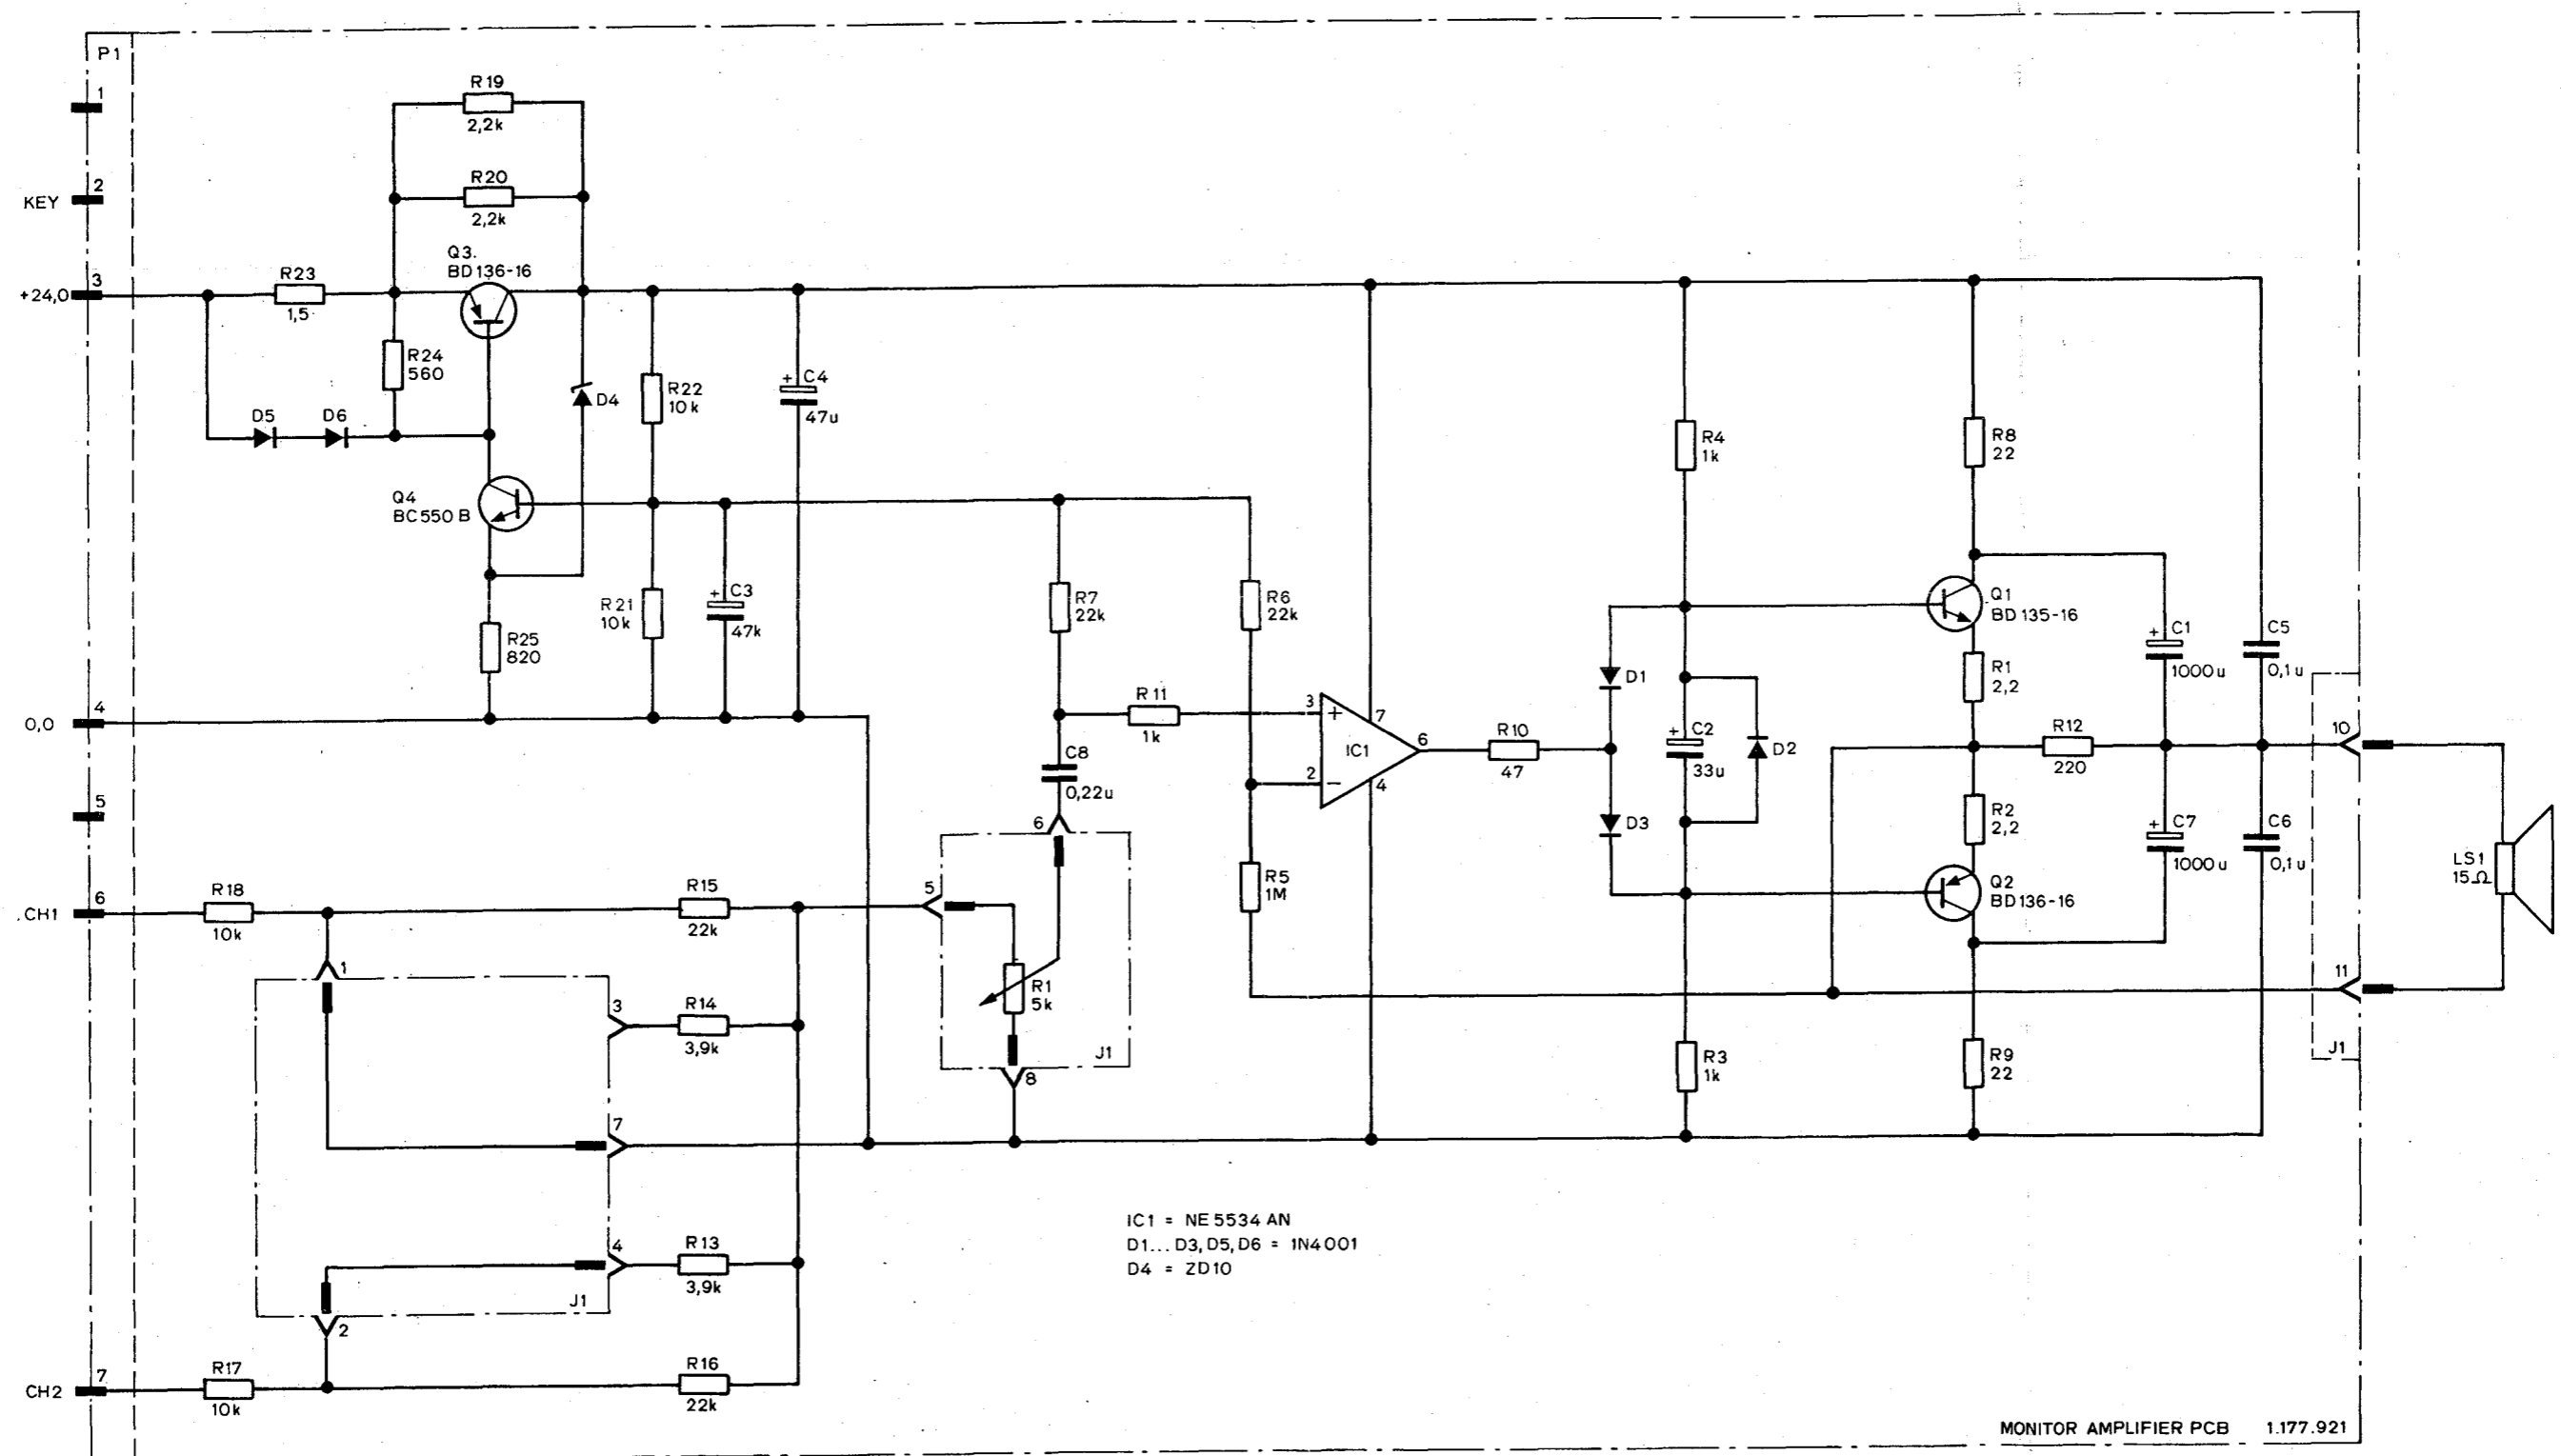 P1
1
2
KEY
3
+24,0
4
0,0
5
6
CH1
7
CH2
R19
2,2k
R20
2,2k
Q3.
BD136-16
R23
1,5
R24
560
D5
D6
D4
R22
10k
C4
+
47u
Q4
BC550 B
R21
10k
C3
+
47k
R25
820
R7
22k
R6
22k
R11
1k
C8
0,22u
6
5
R1
5k
J1
8
R5
1M
3
+
2
−
IC1
7
6
4
R10
47
D1
D3
R4
1k
C2
+
33u
D2
R3
1k
R8
22
Q1
BD135-16
R1
2,2
R12
220
R2
2,2
Q2
BD136-16
R9
22
C1
+
1000u
C7
+
1000u
C5
0,1u
C6
0,1u
10
11
J1
LS1
15Ω
R18
10k
R15
22k
1
3
R14
3,9k
7
4
R13
3,9k
J1
2
R17
10k
R16
22k
IC1 = NE5534 AN
D1...D3,D5,D6 = 1N4001
D4 = ZD10
MONITOR AMPLIFIER PCB 1.177.921